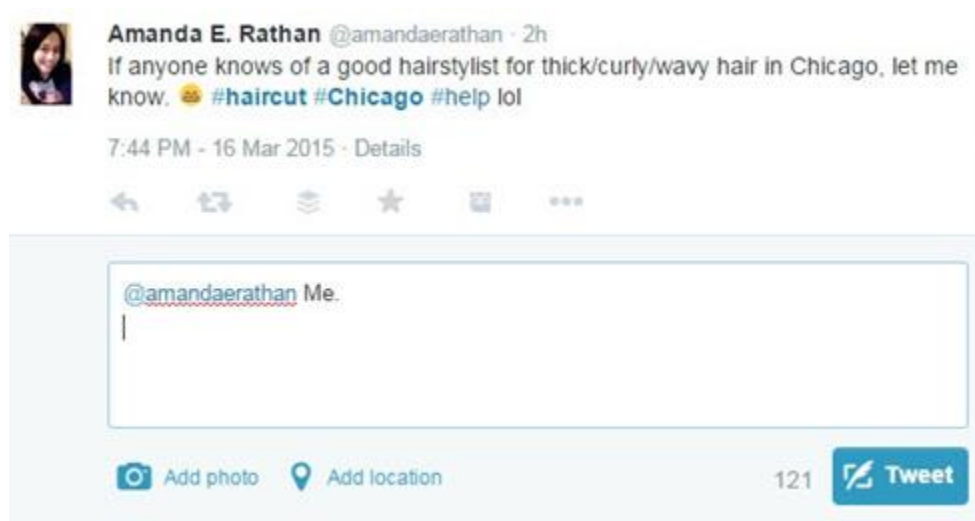 Amanda E. Rathan @amandaerathan · 2h
If anyone knows of a good hairstylist for thick/curly/wavy hair in Chicago, let me
know. 😄 #haircut #Chicago #help lol
7:44 PM - 16 Mar 2015 · Details
@amandaerathan Me.
Add photo Add location 121 Tweet